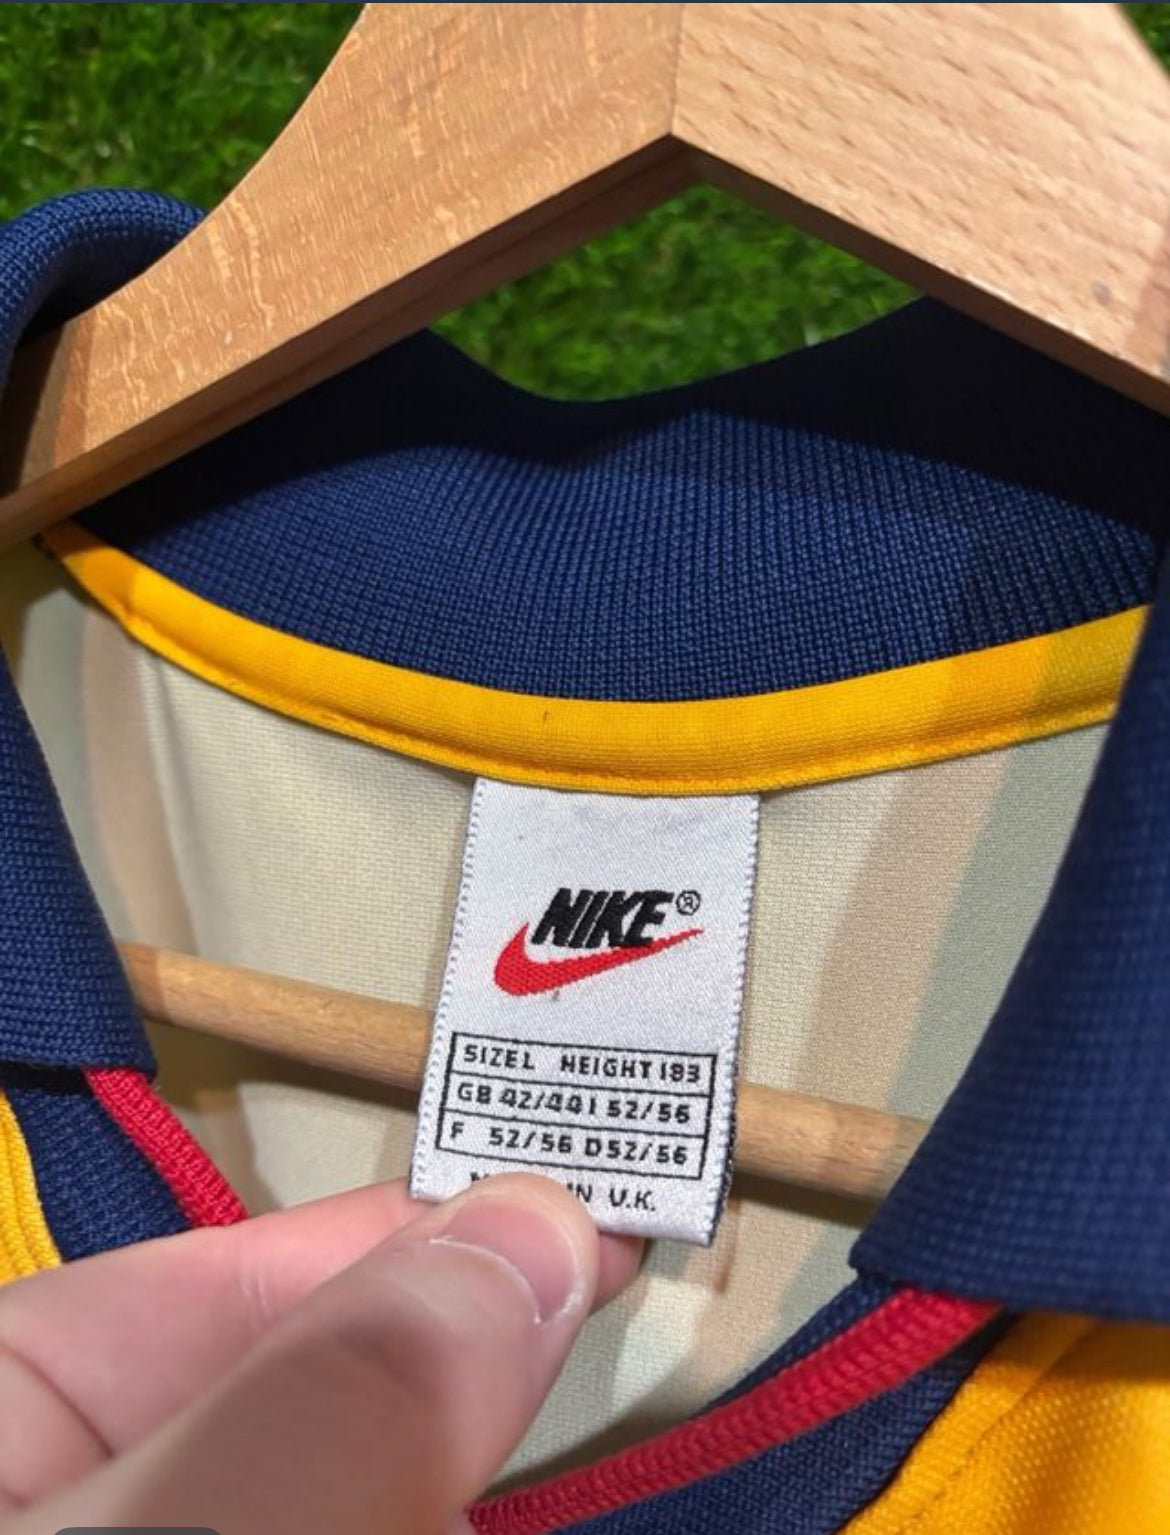 NIKE®
SIZE L HEIGHT 183
GB 42/44 I 52/56
F 52/56 D 52/56
IN U.K.